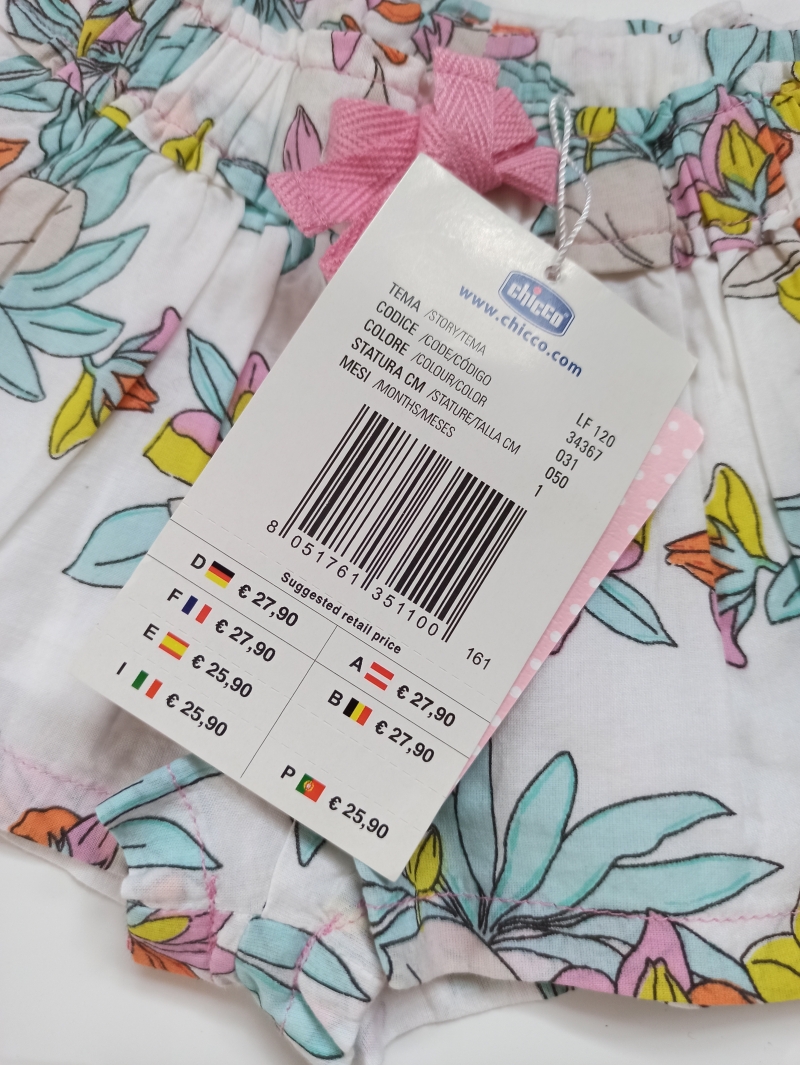 chicco
www.chicco.com
TEMA /STORY/TEMA LF 120
CODICE /CODE/CÓDIGO 34367
COLORE /COLOUR/COLOR 031
STATURA CM /STATURE/TALLA CM 050
MESI /MONTHS/MESES 1
8 051761 351100
161
Suggested retail price
D € 27,90
F € 27,90
E € 25,90
I € 25,90
A € 27,90
B € 27,90
P € 25,90